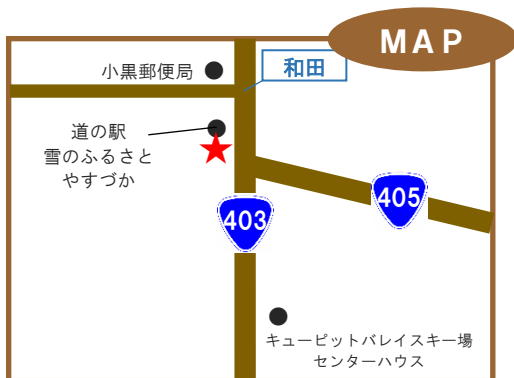 MAP
小黒郵便局
和田
道の駅
雪のふるさと
やすづか
405
403
キューピットバレイスキー場
センターハウス